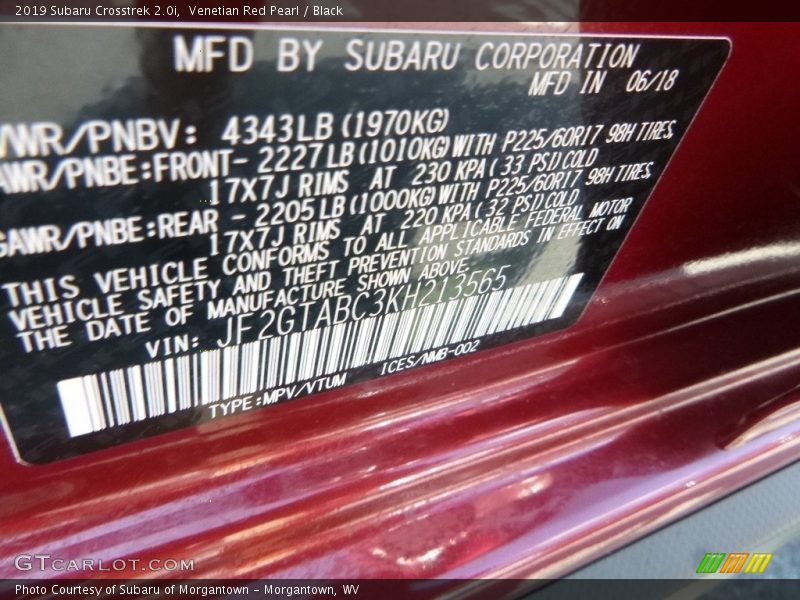 2019 Subaru Crosstrek 2.0i, Venetian Red Pearl / Black
MFD BY SUBARU CORPORATION
MFD IN 06/18
VWR/PNBV: 4343LB (1970KG)
AWR/PNBE:FRONT- 2227LB (1010KG) WITH P225/60R17 98H TIRES,
17X7J RIMS AT 230 KPA ( 33 PSI) COLD
GAWR/PNBE:REAR - 2205LB (1000KG) WITH P225/60R17 98H TIRES,
17X7J RIMS AT 220 KPA ( 32 PSI) COLD
THIS VEHICLE CONFORMS TO ALL APPLICABLE FEDERAL MOTOR
VEHICLE SAFETY AND THEFT PREVENTION STANDARDS IN EFFECT ON
THE DATE OF MANUFACTURE SHOWN ABOVE
VIN: JF2GTABC3KH213565
TYPE:MPV/VTUM ICES/NMB-002
GTCARLOT.COM
Photo Courtesy of Subaru of Morgantown - Morgantown, WV